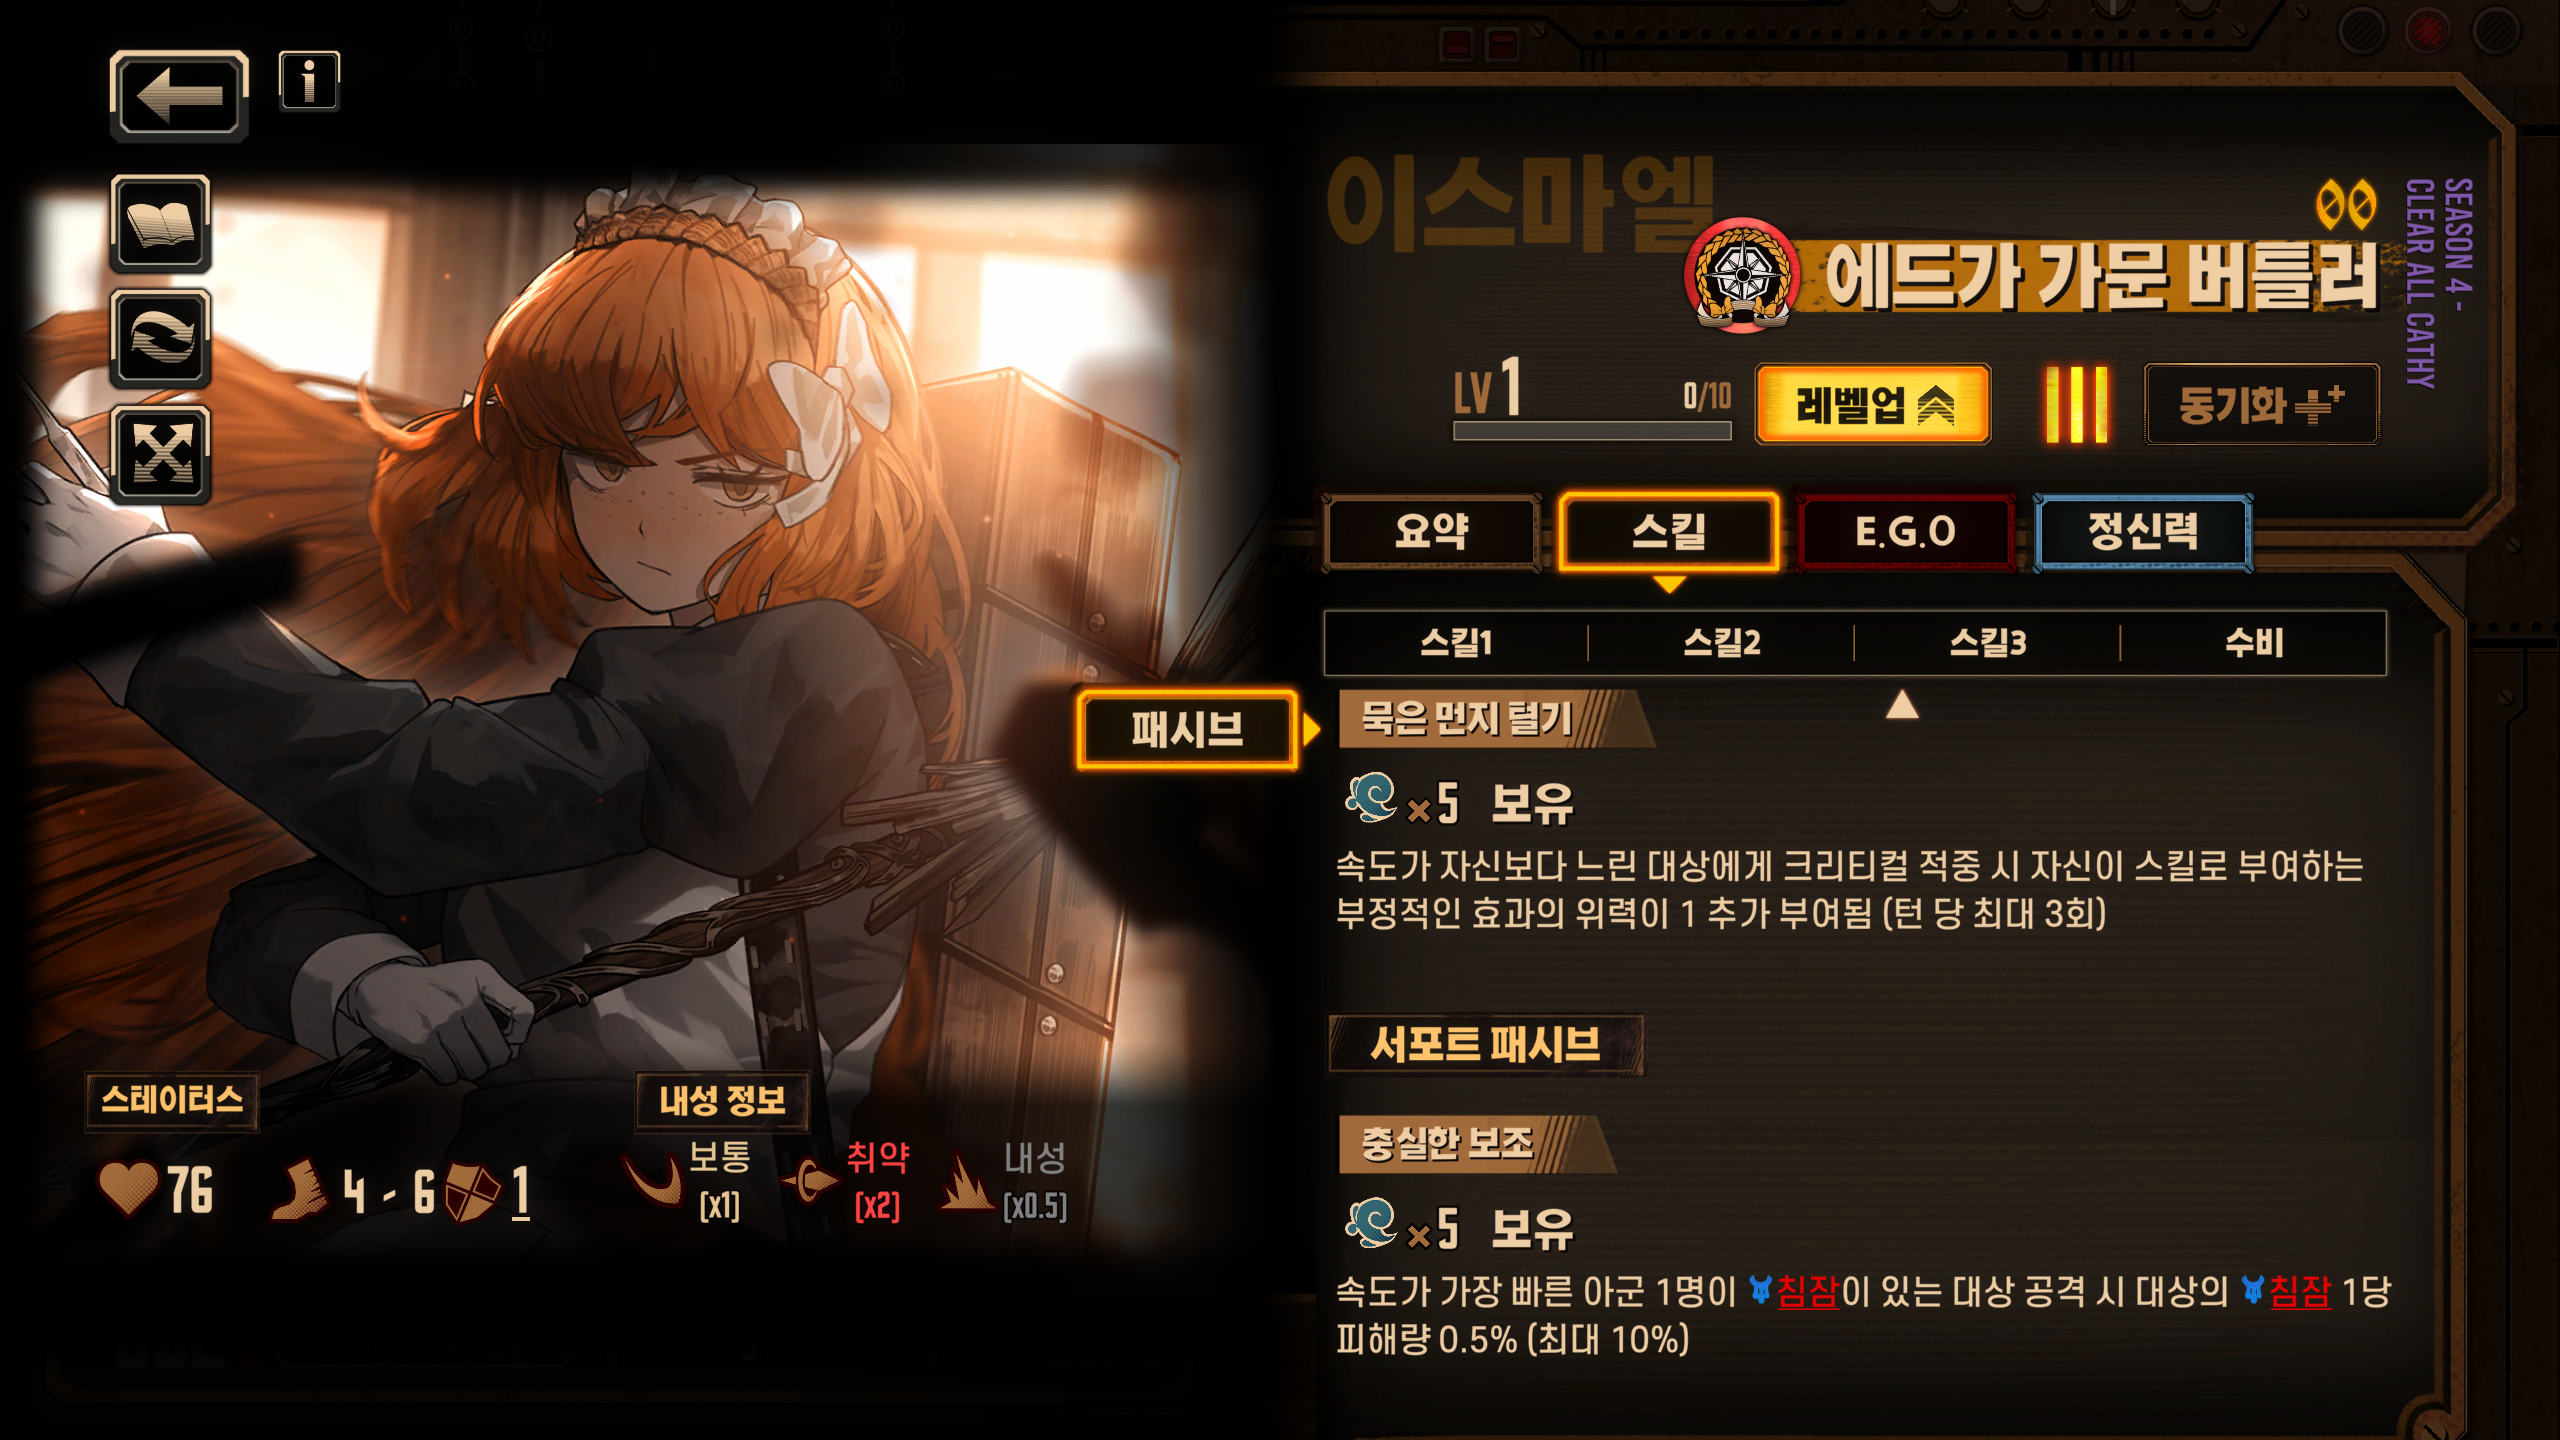 이스마엘
에드가 가문 버틀러
SEASON 4 -
CLEAR ALL CATHY
LV 1
0/10
레벨업
동기화
요약
스킬
E.G.O
정신력
스킬1
스킬2
스킬3
수비
패시브
묵은 먼지 털기
×5 보유
속도가 자신보다 느린 대상에게 크리티컬 적중 시 자신이 스킬로 부여하는
부정적인 효과의 위력이 1 추가 부여됨 (턴 당 최대 3회)
서포트 패시브
충실한 보조
×5 보유
속도가 가장 빠른 아군 1명이 침잠이 있는 대상 공격 시 대상의 침잠 1당
피해량 0.5% (최대 10%)
스테이터스
76
4 - 6
1
내성 정보
보통
(x1)
취약
(x2)
내성
(x0.5)